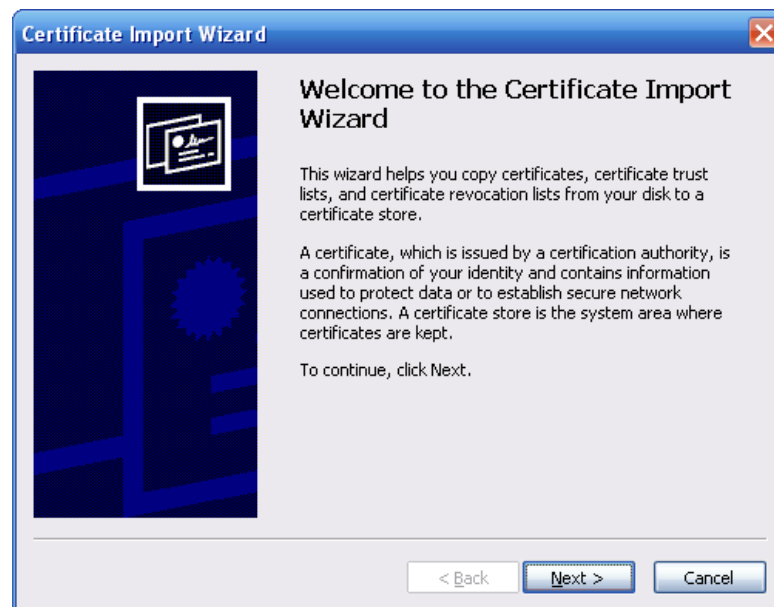 Certificate Import Wizard
Welcome to the Certificate Import
Wizard
This wizard helps you copy certificates, certificate trust
lists, and certificate revocation lists from your disk to a
certificate store.
A certificate, which is issued by a certification authority, is
a confirmation of your identity and contains information
used to protect data or to establish secure network
connections. A certificate store is the system area where
certificates are kept.
To continue, click Next.
< Back Next > Cancel